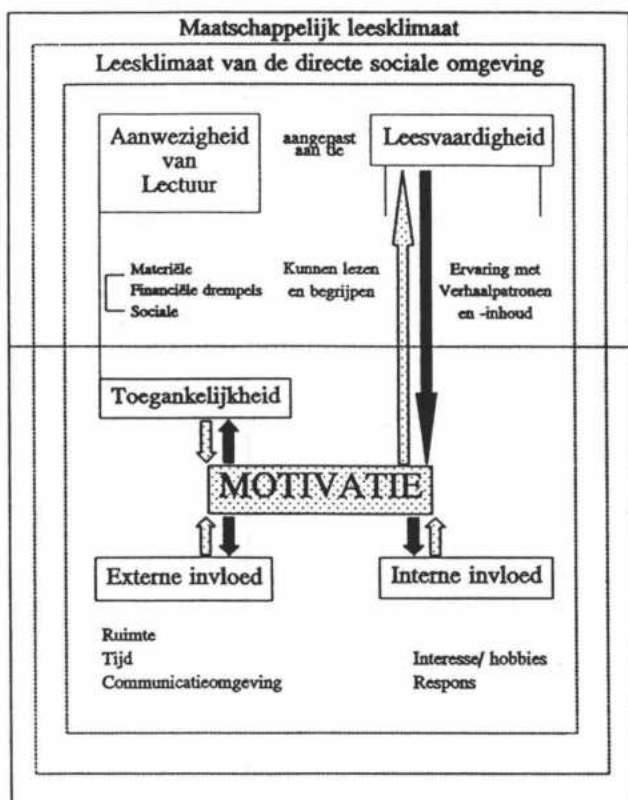 Maatschappelijk leesklimaat
Leesklimaat van de directe sociale omgeving
Aanwezigheid
van
Lectuur
aangepast
aan de
Leesvaardigheid
Materiële
Financiële drempels
Sociale
Kunnen lezen
en begrijpen
Ervaring met
Verhaalpatronen
en -inhoud
Toegankelijkheid
MOTIVATIE
Externe invloed
Interne invloed
Ruimte
Tijd
Communicatieomgeving
Interesse/ hobbies
Respons